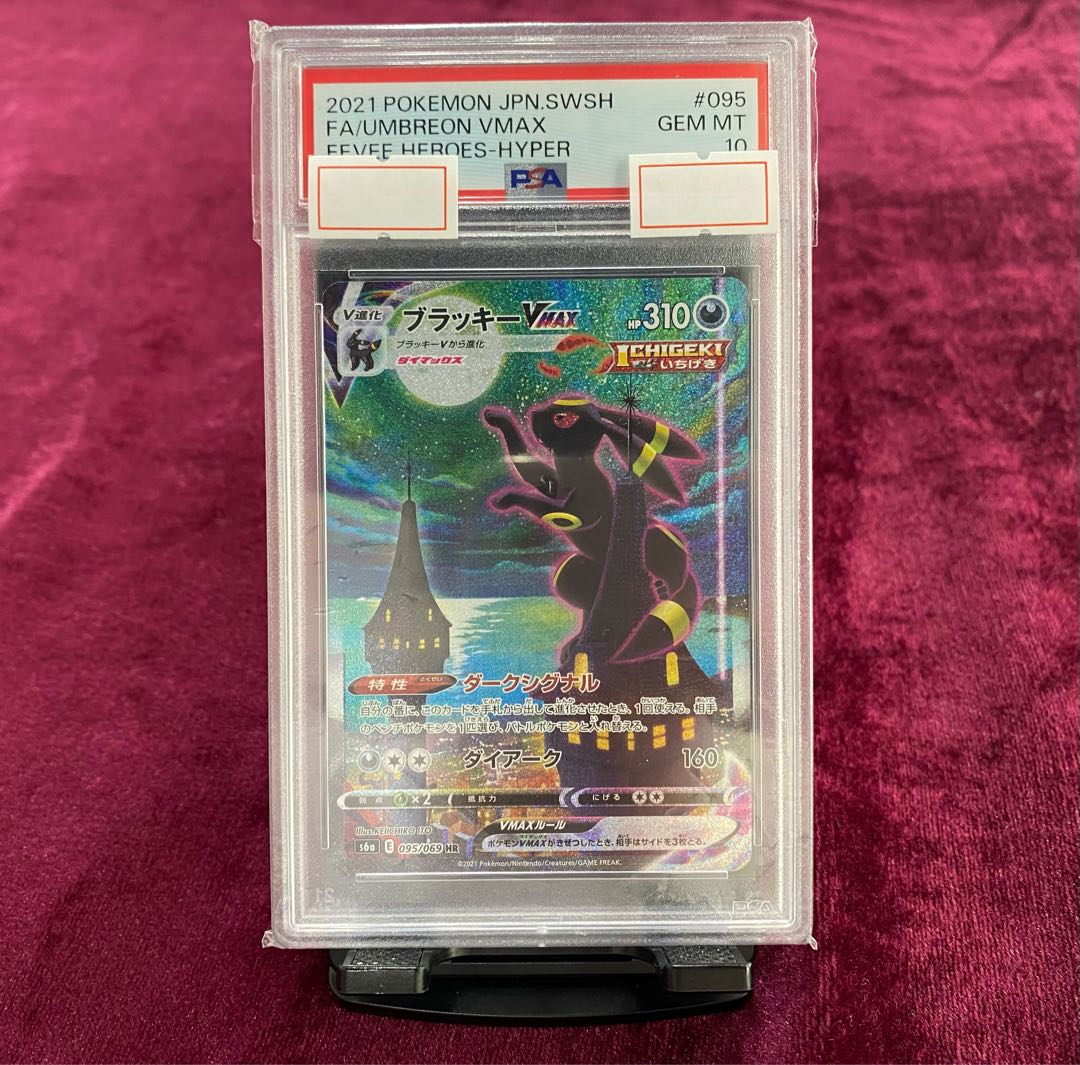 2021 POKEMON JPN.SWSH #095
FA/UMBREON VMAX GEM MT
EEVEE HEROES-HYPER 10
PSA
V進化
ブラッキーVMAX
HP310
ブラッキーVから進化
ダイマックス
ICHIGEKI
いちげき
特性 とくせい ダークシグナル
自分の番に、このカードを手札から出して進化させたとき、1回使える。相手
のベンチポケモンを1匹選び、バトルポケモンと入れ替える。
ダイアーク 160
弱点 ×2 抵抗力 にげる
VMAXルール
ポケモンVMAXがきぜつしたとき、相手はサイドを3枚とる。
Illus.KEIICHIRO ITO
s6a E 095/069 HR
©2021 Pokémon/Nintendo/Creatures/GAME FREAK.
PSA